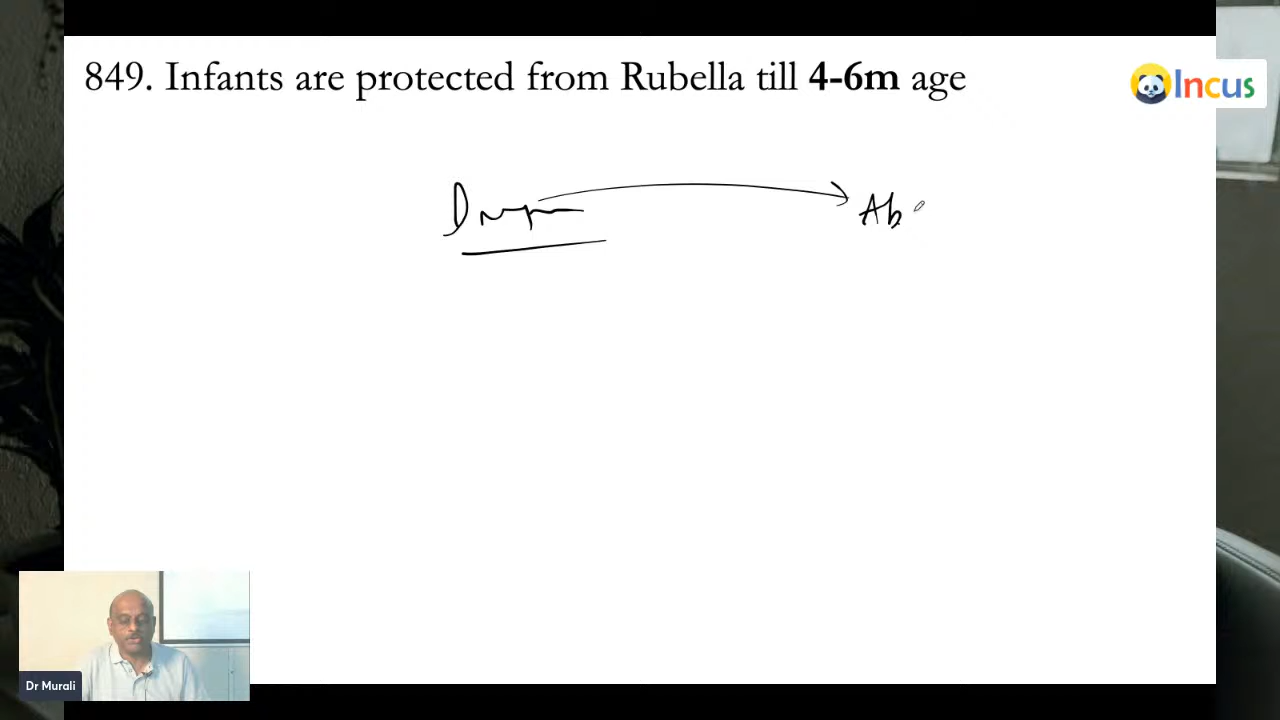 849. Infants are protected from Rubella till 4-6m age
Incus
Ab
Dr Murali